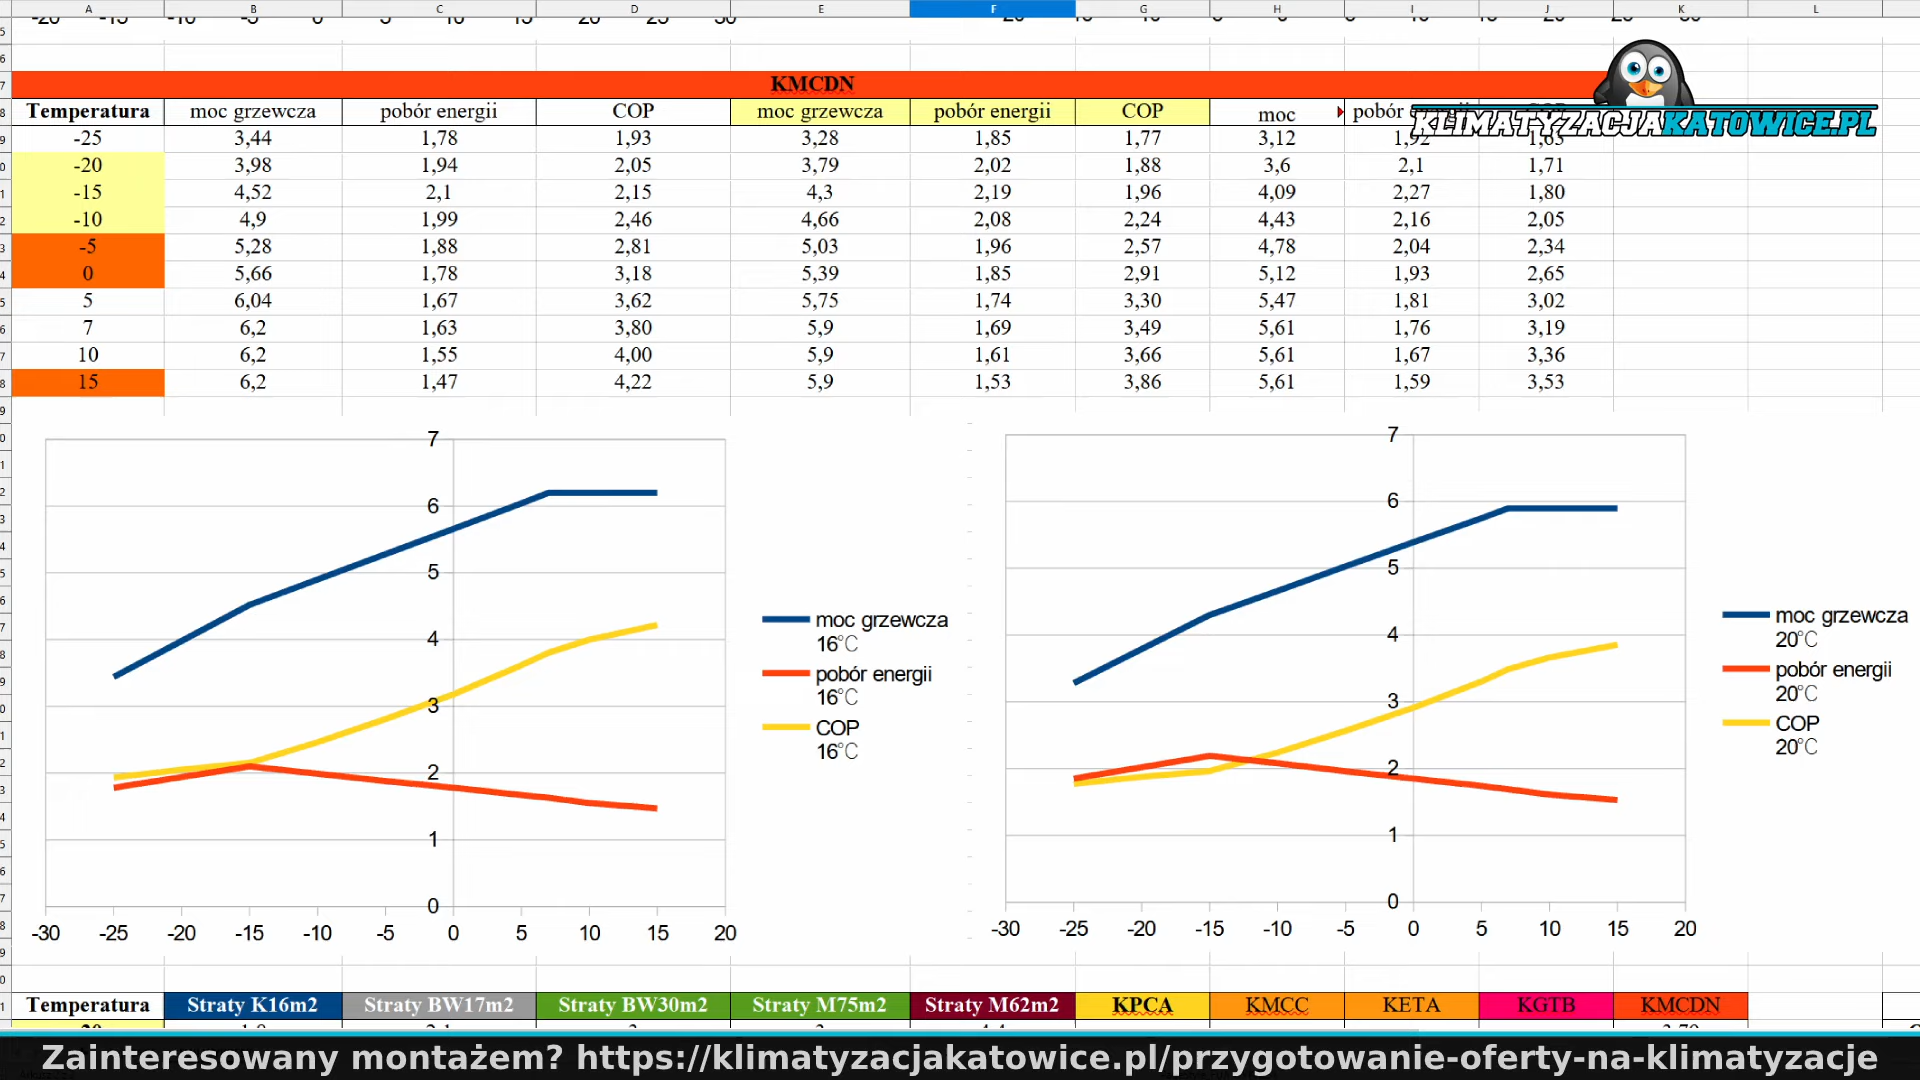 A B C D E F G H I J K L
KMCDN
Temperatura moc grzewcza pobór energii COP moc grzewcza pobór energii COP moc pobór
KLIMATYZACJAKATOWICE.PL
-25 3,44 1,78 1,93 3,28 1,85 1,77 3,12 1,92 1,63
-20 3,98 1,94 2,05 3,79 2,02 1,88 3,6 2,1 1,71
-15 4,52 2,1 2,15 4,3 2,19 1,96 4,09 2,27 1,80
-10 4,9 1,99 2,46 4,66 2,08 2,24 4,43 2,16 2,05
-5 5,28 1,88 2,81 5,03 1,96 2,57 4,78 2,04 2,34
0 5,66 1,78 3,18 5,39 1,85 2,91 5,12 1,93 2,65
5 6,04 1,67 3,62 5,75 1,74 3,30 5,47 1,81 3,02
7 6,2 1,63 3,80 5,9 1,69 3,49 5,61 1,76 3,19
10 6,2 1,55 4,00 5,9 1,61 3,66 5,61 1,67 3,36
15 6,2 1,47 4,22 5,9 1,53 3,86 5,61 1,59 3,53
7
6
5
4
3
2
1
0
-30 -25 -20 -15 -10 -5 0 5 10 15 20
moc grzewcza
16°C
pobór energii
16°C
COP
16°C
7
6
5
4
3
2
1
0
-30 -25 -20 -15 -10 -5 0 5 10 15 20
moc grzewcza
20°C
pobór energii
20°C
COP
20°C
Temperatura Straty K16m2 Straty BW17m2 Straty BW30m2 Straty M75m2 Straty M62m2 KPCA KMCC KETA KGTB KMCDN
Zainteresowany montażem? https://klimatyzacjakatowice.pl/przygotowanie-oferty-na-klimatyzacje